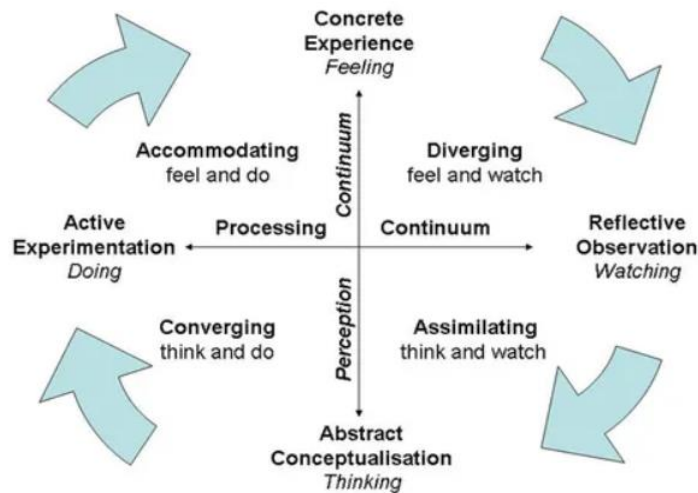 Concrete
Experience
Feeling
Accommodating
feel and do
Continuum
Diverging
feel and watch
Active
Experimentation
Doing
Processing
Continuum
Reflective
Observation
Watching
Converging
think and do
Perception
Assimilating
think and watch
Abstract
Conceptualisation
Thinking